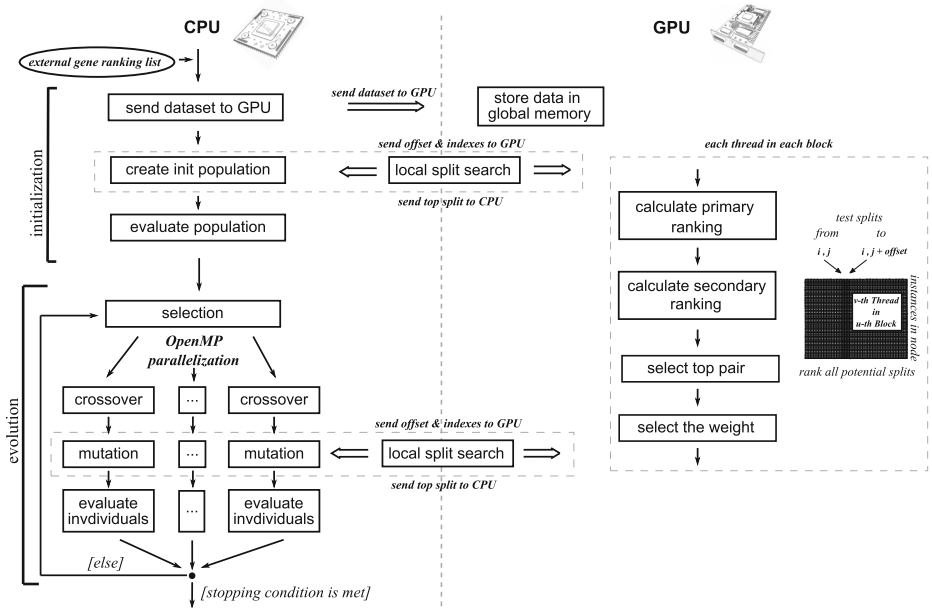 CPU
GPU
external gene ranking list
send dataset to GPU
send dataset to GPU
store data in
global memory
send offset & indexes to GPU
each thread in each block
create init population
local split search
send top split to CPU
evaluate population
initialization
calculate primary
ranking
test splits
from
to
i , j
i , j + offset
calculate secondary
ranking
v-th Thread
in
u-th Block
instances in node
rank all potential splits
selection
OpenMP
parallelization
select top pair
crossover
...
crossover
send offset & indexes to GPU
select the weight
mutation
...
mutation
local split search
send top split to CPU
evolution
evaluate
invdividuals
...
evaluate
invdividuals
[else]
[stopping condition is met]